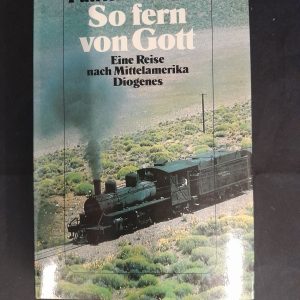 So fern
von Gott
Eine Reise
nach Mittelamerika
Diogenes